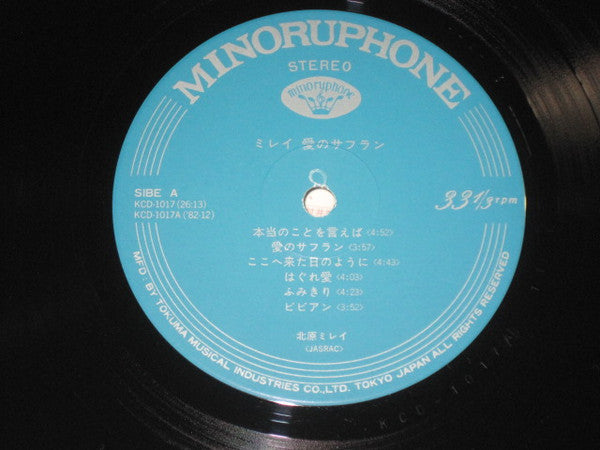 MINORUPHONE
STEREO
minoruphone
ミレイ 愛のサフラン
SIBE A
KCD-1017 (26:13)
KCD-1017A ('82-12)
33 1/3 rpm
本当のことを言えば〈4:52〉
愛のサフラン〈3:57〉
ここへ来た日のように〈4:43〉
はぐれ愛〈4:03〉
ふみきり〈4:23〉
ビビアン〈3:52〉
北原ミレイ
〈JASRAC〉
MFD. BY TOKUMA MUSICAL INDUSTRIES CO., LTD. TOKYO JAPAN ALL RIGHTS RESERVED